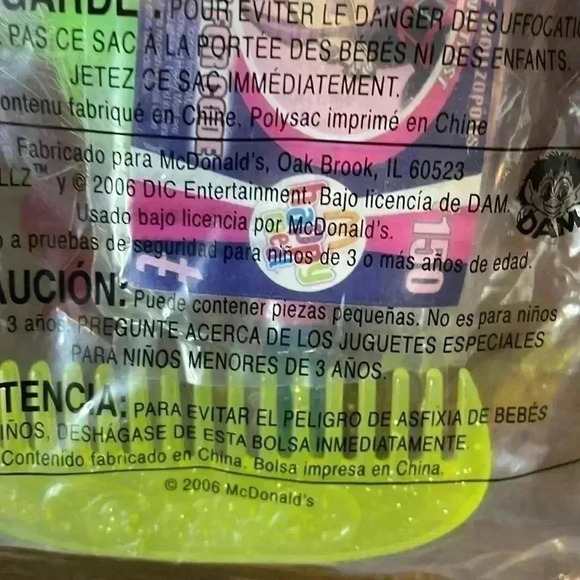 GARDE : POUR ÉVITER LE DANGER DE SUFFOCATI
PAS CE SAC À LA PORTÉE DES BÉBÉS NI DES ENFANTS.
JETEZ CE SAC IMMÉDIATEMENT.
ontenu fabriqué en Chine. Polysac imprimé en Chine
Fabricado para McDonald's, Oak Brook, IL 60523
LLZ™ y © 2006 DIC Entertainment. Bajo licencia de DAM.
DAM
Usado bajo licencia por McDonald's.
o a pruebas de seguridad para niños de 3 o más años de edad.
150
AUCIÓN: Puede contener piezas pequeñas. No es para niños
3 años. PREGUNTE ACERCA DE LOS JUGUETES ESPECIALES
PARA NIÑOS MENORES DE 3 AÑOS.
TENCIA: PARA EVITAR EL PELIGRO DE ASFIXIA DE BEBÉS
INOS, DESHÁGASE DE ESTA BOLSA INMEDIATAMENTE.
Contenido fabricado en China. Bolsa impresa en China.
© 2006 McDonald's